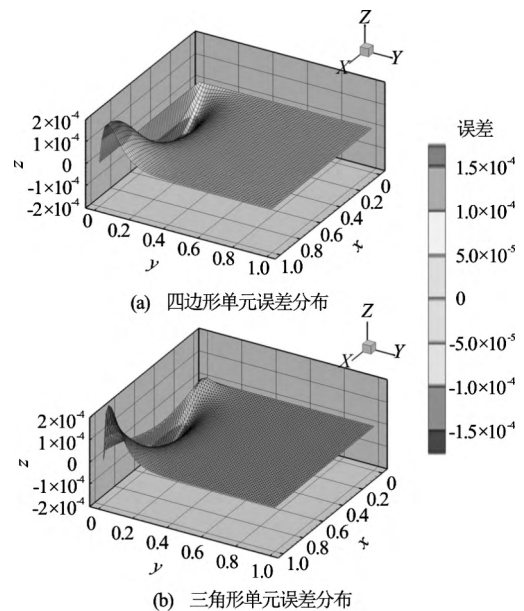 Z
X
Y
2×10⁻⁴
1×10⁻⁴
0
-1×10⁻⁴
-2×10⁻⁴
z
0
0.2
0.4
0.6
0.8
1.0
y
1.0
0.8
0.6
0.4
0.2
0
x
(a) 四边形单元误差分布
误差
1.5×10⁻⁴
1.0×10⁻⁴
5.0×10⁻⁵
0
-5.0×10⁻⁵
-1.0×10⁻⁴
-1.5×10⁻⁴
Z
X
Y
2×10⁻⁴
1×10⁻⁴
0
-1×10⁻⁴
-2×10⁻⁴
z
0
0.2
0.4
0.6
0.8
1.0
y
1.0
0.8
0.6
0.4
0.2
0
x
(b) 三角形单元误差分布